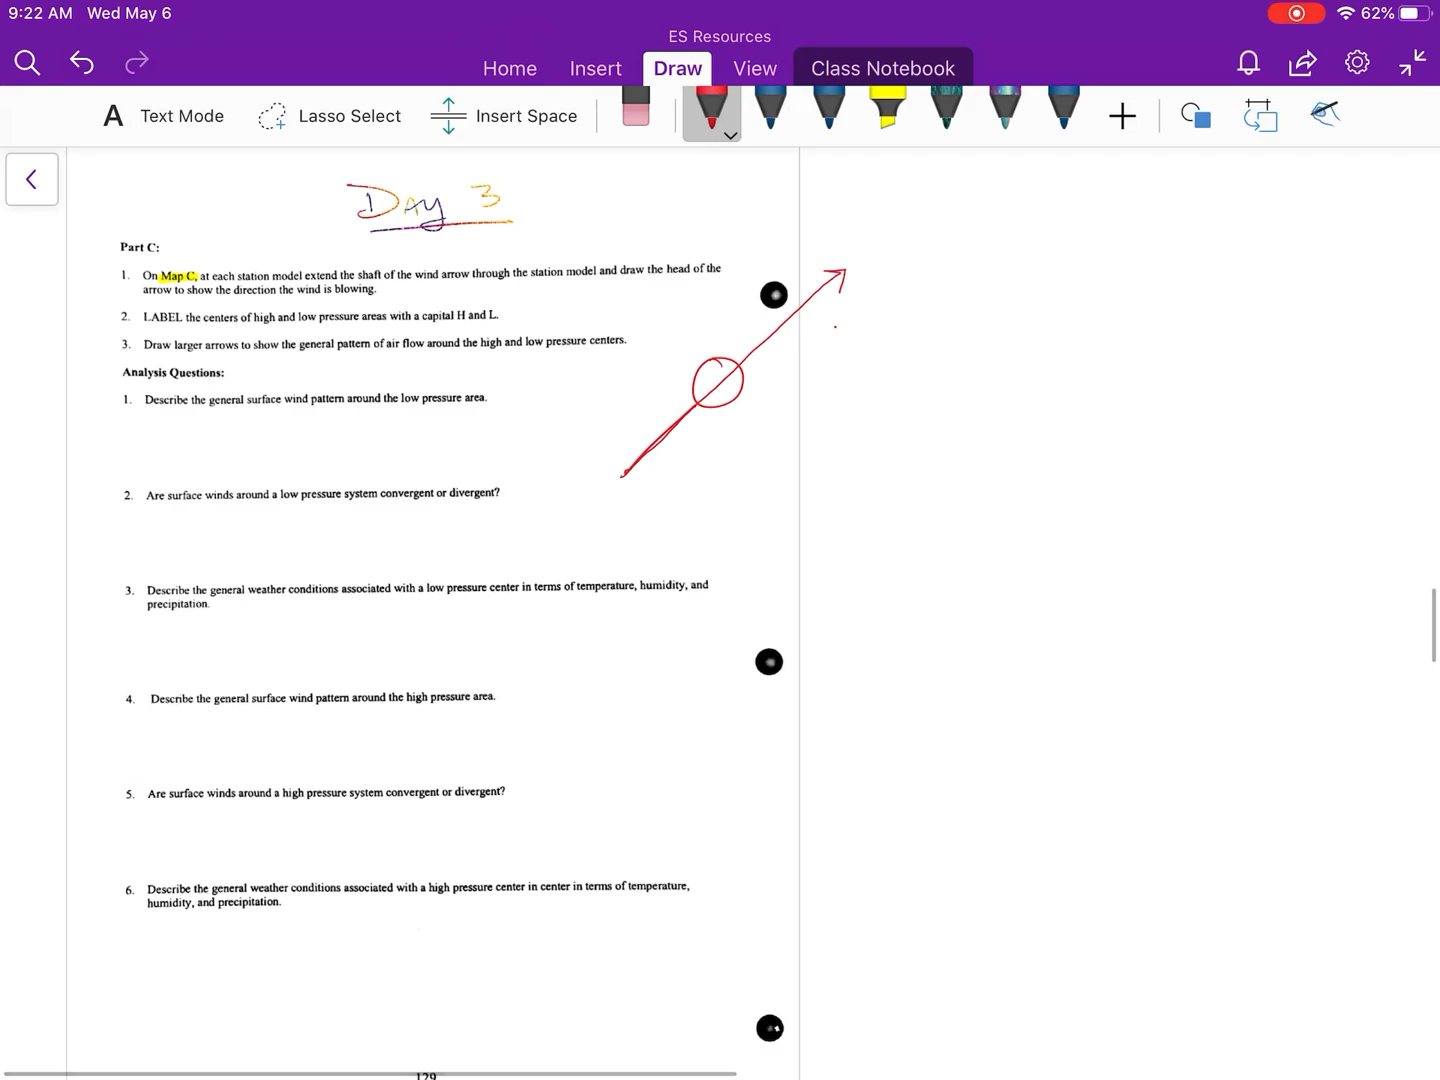 9:22 AM Wed May 6
62%
ES Resources
Home Insert Draw View Class Notebook
A Text Mode Lasso Select Insert Space
Day 3
Part C:
1. On Map C, at each station model extend the shaft of the wind arrow through the station model and draw the head of the
arrow to show the direction the wind is blowing.
2. LABEL the centers of high and low pressure areas with a capital H and L.
3. Draw larger arrows to show the general pattern of air flow around the high and low pressure centers.
Analysis Questions:
1. Describe the general surface wind pattern around the low pressure area.
2. Are surface winds around a low pressure system convergent or divergent?
3. Describe the general weather conditions associated with a low pressure center in terms of temperature, humidity, and
precipitation.
4. Describe the general surface wind pattern around the high pressure area.
5. Are surface winds around a high pressure system convergent or divergent?
6. Describe the general weather conditions associated with a high pressure center in center in terms of temperature,
humidity, and precipitation.
129